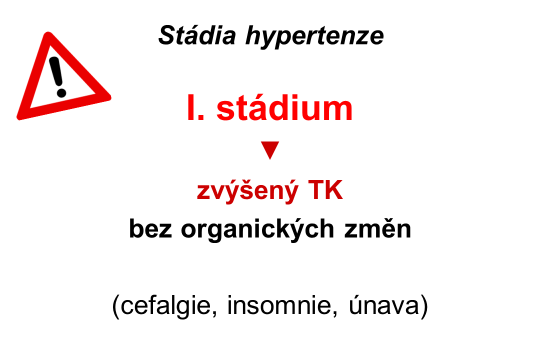 Stádia hypertenze
I. stádium
▼
zvýšený TK
bez organických změn
(cefalgie, insomnie, únava)